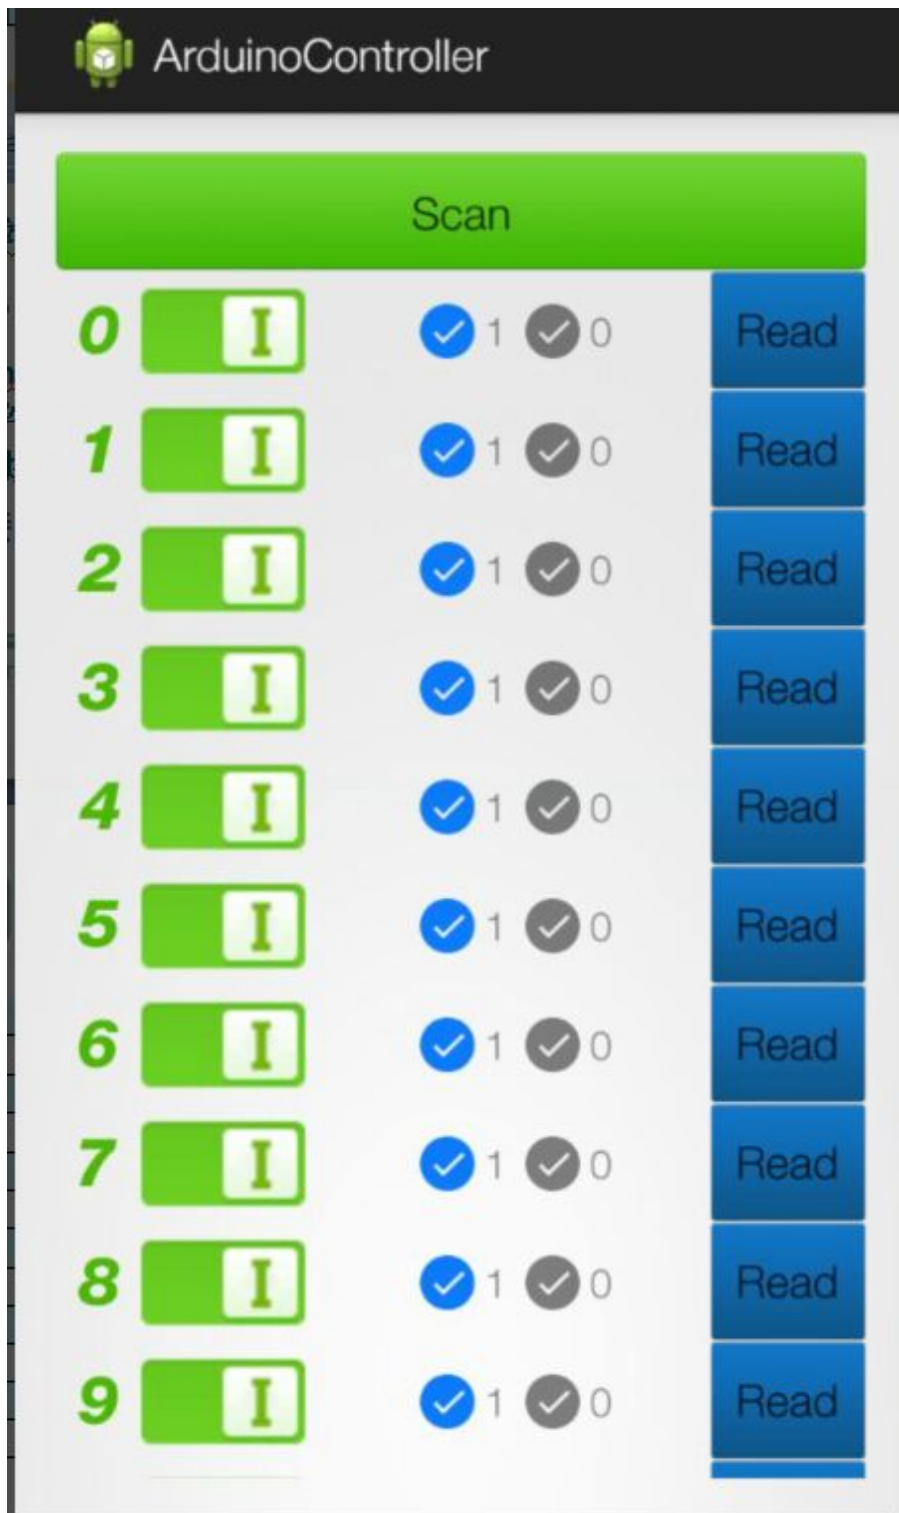 ArduinoController
Scan
0 I 1 0 Read
1 I 1 0 Read
2 I 1 0 Read
3 I 1 0 Read
4 I 1 0 Read
5 I 1 0 Read
6 I 1 0 Read
7 I 1 0 Read
8 I 1 0 Read
9 I 1 0 Read